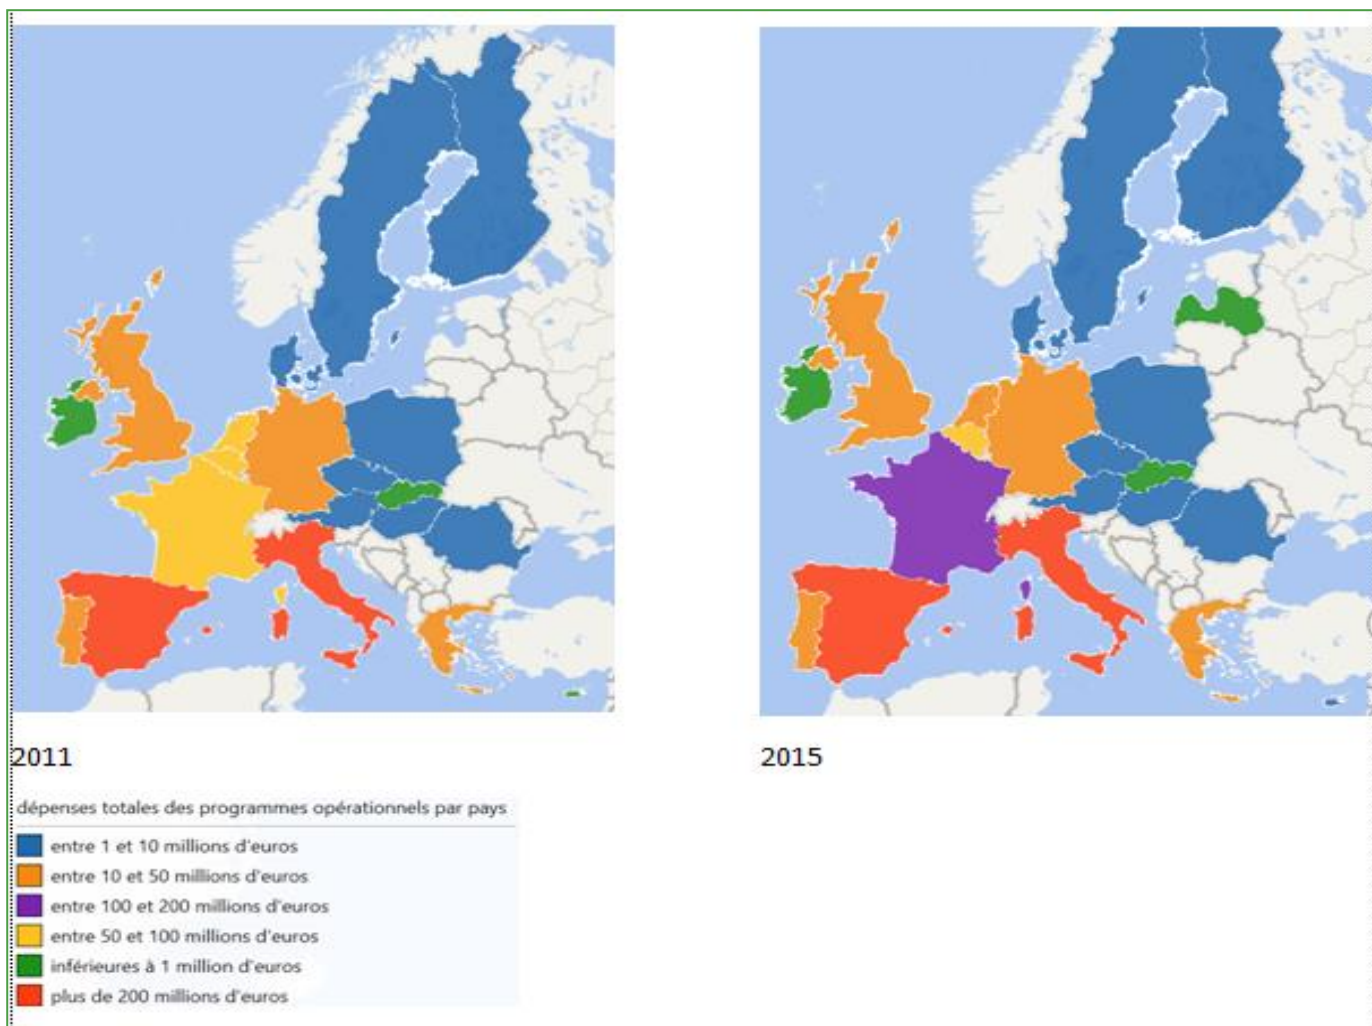 2011
2015
dépenses totales des programmes opérationnels par pays
entre 1 et 10 millions d'euros
entre 10 et 50 millions d'euros
entre 100 et 200 millions d'euros
entre 50 et 100 millions d'euros
inférieures à 1 million d'euros
plus de 200 millions d'euros